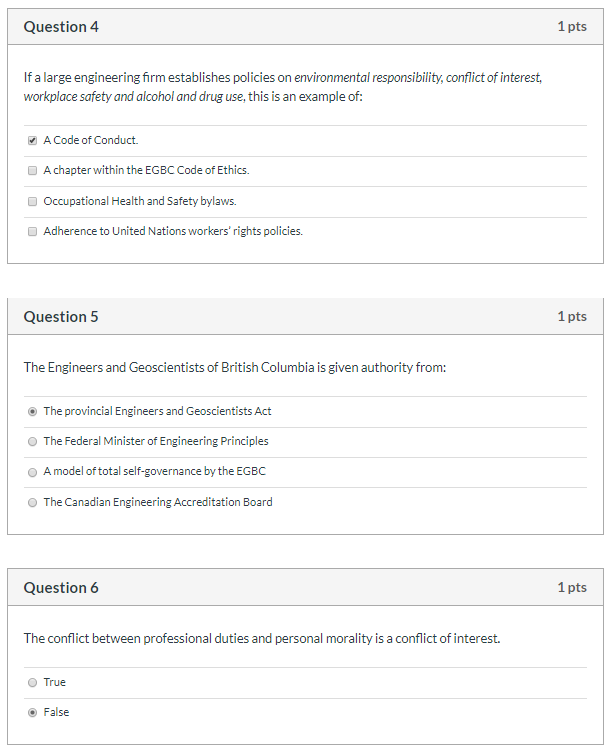 Question 4
1 pts
If a large engineering firm establishes policies on environmental responsibility, conflict of interest,
workplace safety and alcohol and drug use, this is an example of:
A Code of Conduct.
A chapter within the EGBC Code of Ethics.
Occupational Health and Safety bylaws.
Adherence to United Nations workers' rights policies.
Question 5
1 pts
The Engineers and Geoscientists of British Columbia is given authority from:
The provincial Engineers and Geoscientists Act
The Federal Minister of Engineering Principles
A model of total self-governance by the EGBC
The Canadian Engineering Accreditation Board
Question 6
1 pts
The conflict between professional duties and personal morality is a conflict of interest.
True
False